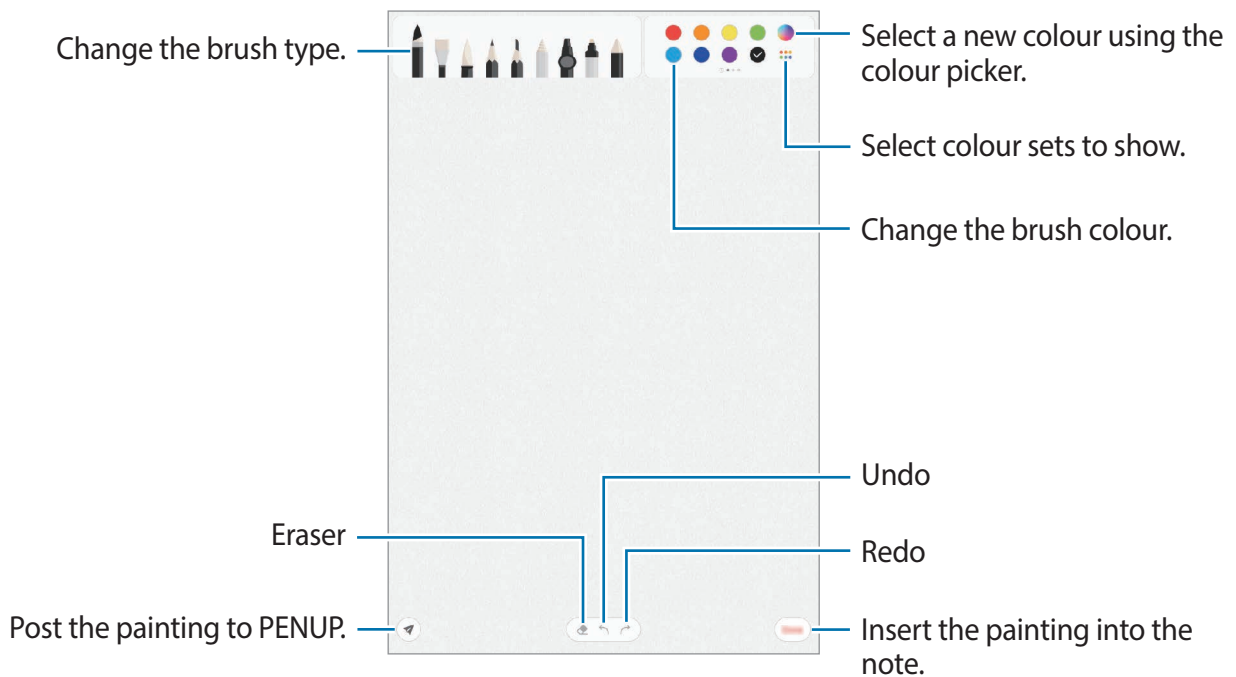 Change the brush type.
Select a new colour using the
colour picker.
Select colour sets to show.
Change the brush colour.
Undo
Eraser
Redo
Post the painting to PENUP.
Insert the painting into the
note.